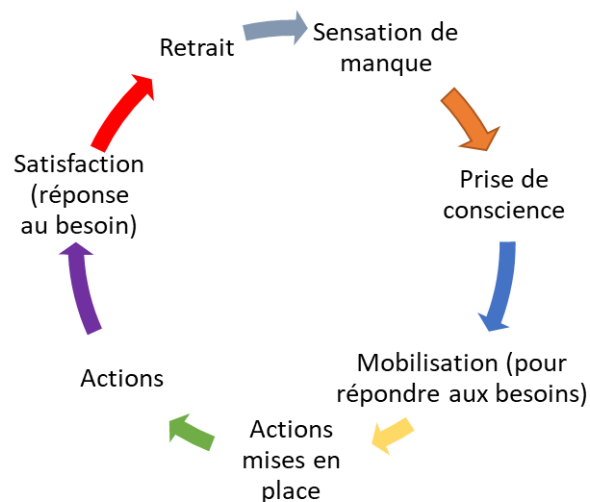 Retrait
Sensation de
manque
Prise de
conscience
Mobilisation (pour
répondre aux besoins)
Actions
mises en
place
Actions
Satisfaction
(réponse
au besoin)